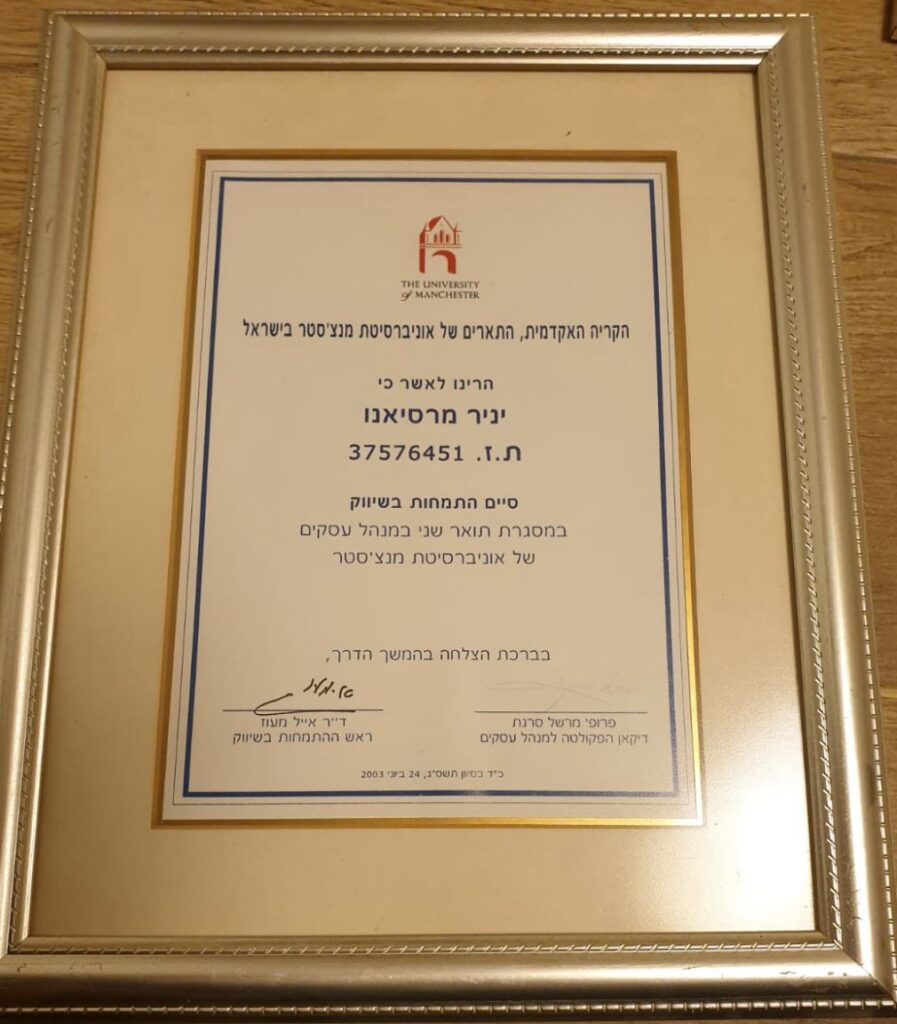 THE UNIVERSITY
of MANCHESTER
הקריה האקדמית, התארים של אוניברסיטת מנצ'סטר בישראל
הרינו לאשר כי
יניר מרסיאנו
ת.ז. 37576451
סיים התמחות בשיווק
במסגרת תואר שני במנהל עסקים
של אוניברסיטת מנצ'סטר
בברכת הצלחה בהמשך הדרך,
פרופ' מרשל סרנת
דיקאן הפקולטה למנהל עסקים
ד"ר אייל מעוז
ראש ההתמחות בשיווק
כ"ד בסיוון תשס"ג, 24 ביוני 2003